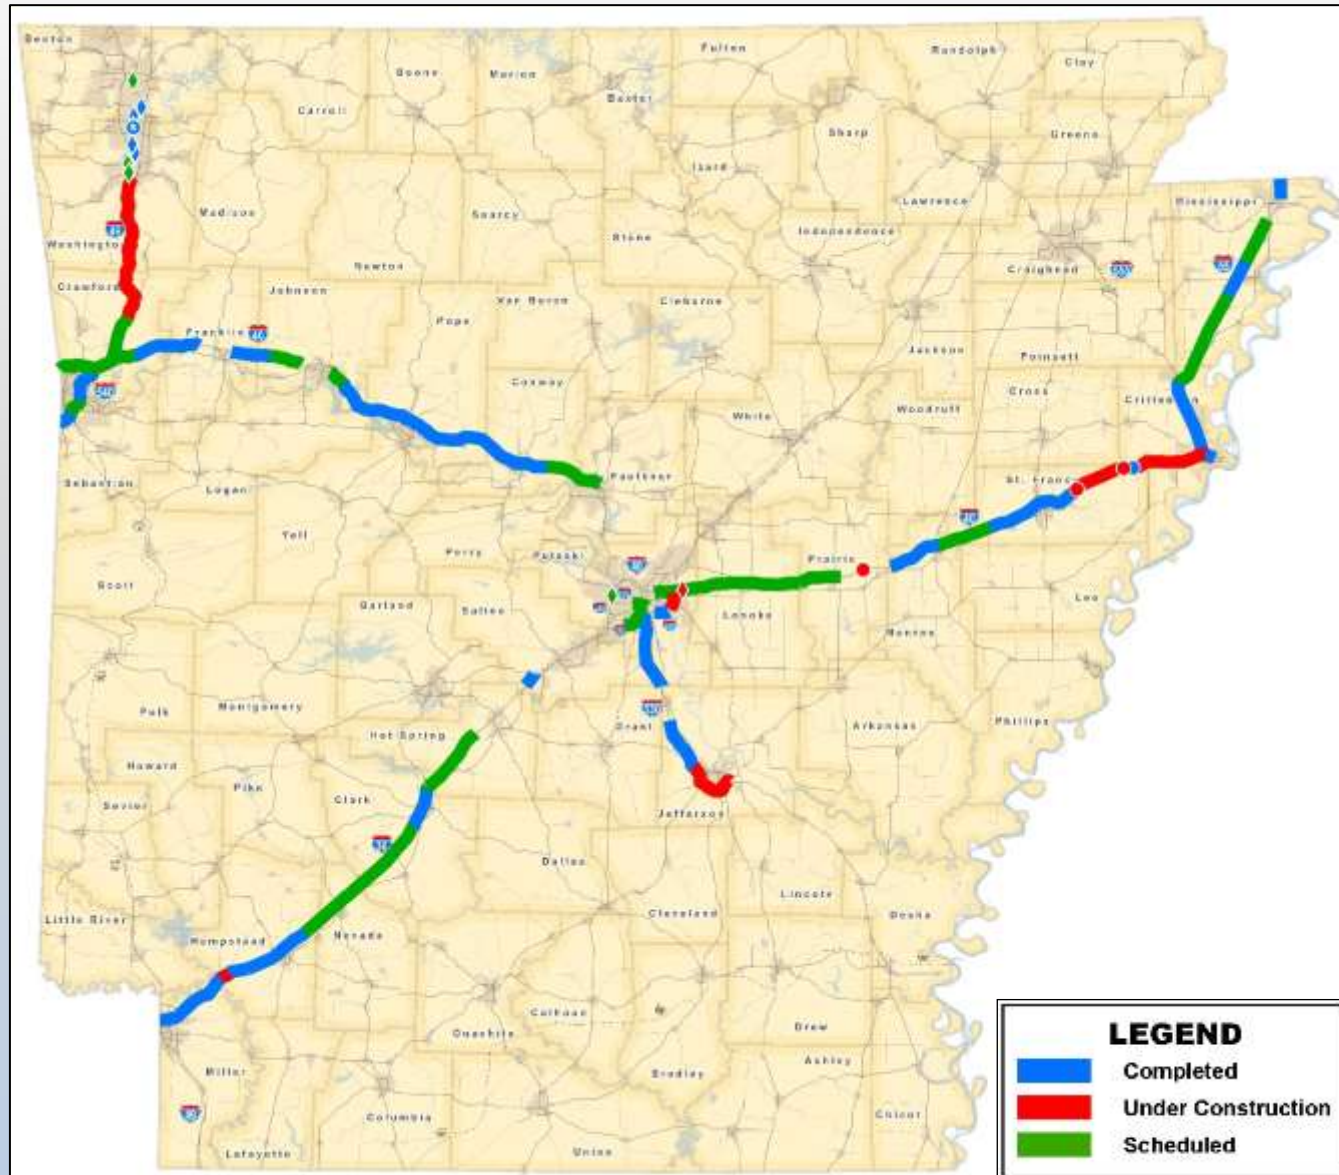 Benton
Boone
Marion
Fulton
Randolph
Clay
Carroll
Baxter
Sharp
Greene
Izard
Madison
Searcy
Lawrence
Mississippi
Washington
Stone
Independence
Newton
Craighead
Crawford
Johnson
Van Buren
Cleburne
Franklin
40
Pope
Jackson
Poinsett
540
Conway
Cross
Crittenden
White
Woodruff
Sebastian
Logan
Faulkner
St. Francis
Yell
Perry
Pulaski
Prairie
Scott
Garland
Saline
Lonoke
Lee
Monroe
Polk
Montgomery
Hot Spring
Grant
Arkansas
Phillips
Howard
Pike
Clark
Sevier
Jefferson
Dallas
Lincoln
Little River
Cleveland
Desha
Hempstead
Nevada
Calhoun
Ouachita
Drew
Ashley
Miller
Bradley
Columbia
Chicot
Lafayette
Union
LEGEND
Completed
Under Construction
Scheduled